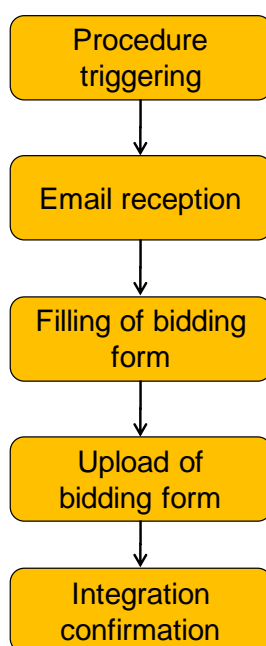 Procedure
triggering
Email reception
Filling of bidding
form
Upload of
bidding form
Integration
confirmation